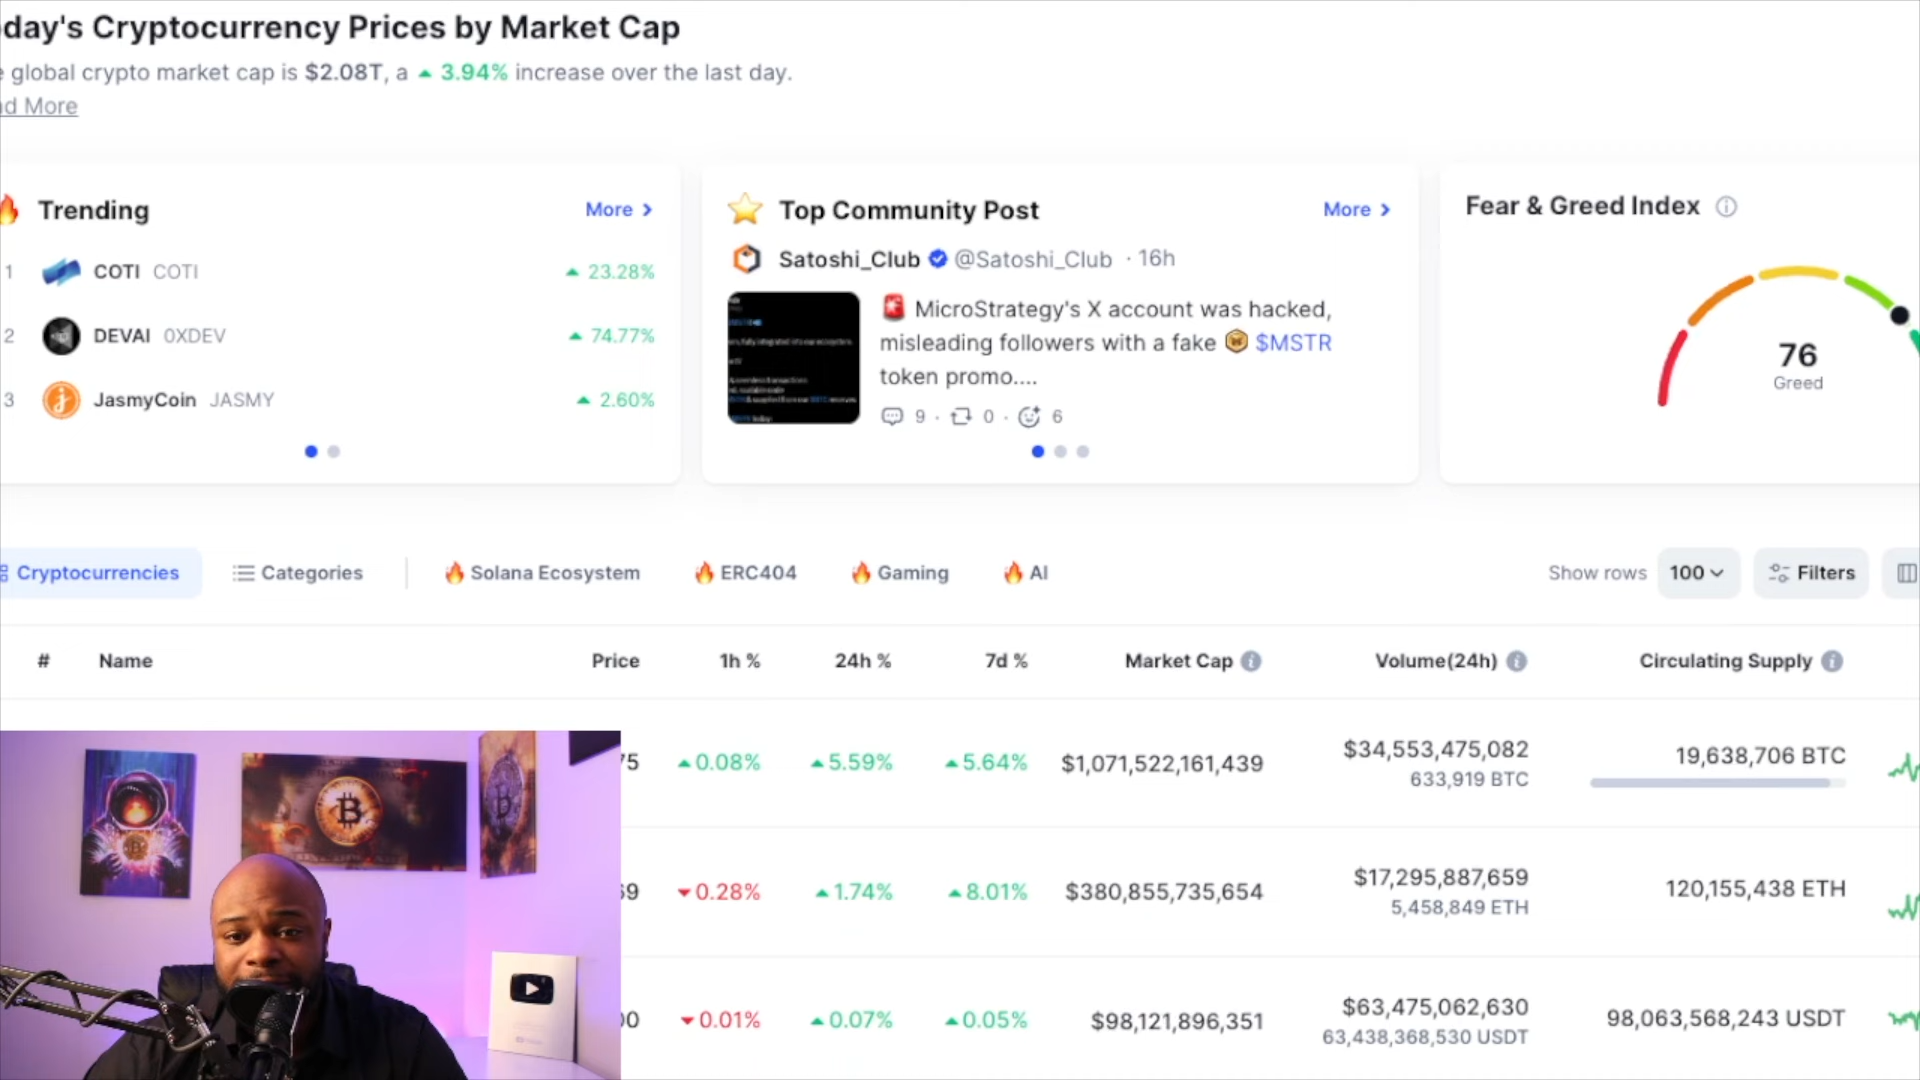 day's Cryptocurrency Prices by Market Cap
e global crypto market cap is $2.08T, a ▲ 3.94% increase over the last day.
ad More
Trending
More >
1 COTI COTI ▲ 23.28%
2 DEVAI 0XDEV ▲ 74.77%
3 JasmyCoin JASMY ▲ 2.60%
Top Community Post
More >
Satoshi_Club @Satoshi_Club · 16h
MicroStrategy's X account was hacked,
misleading followers with a fake $MSTR
token promo....
9 · 0 · 6
Fear & Greed Index
76
Greed
Cryptocurrencies
Categories
Solana Ecosystem
ERC404
Gaming
AI
Show rows
100
Filters
# Name Price 1h % 24h % 7d % Market Cap Volume(24h) Circulating Supply
75 ▲0.08% ▲5.59% ▲5.64% $1,071,522,161,439 $34,553,475,082 19,638,706 BTC
633,919 BTC
69 ▼0.28% ▲1.74% ▲8.01% $380,855,735,654 $17,295,887,659 120,155,438 ETH
5,458,849 ETH
00 ▼0.01% ▲0.07% ▲0.05% $98,121,896,351 $63,475,062,630 98,063,568,243 USDT
63,438,368,530 USDT